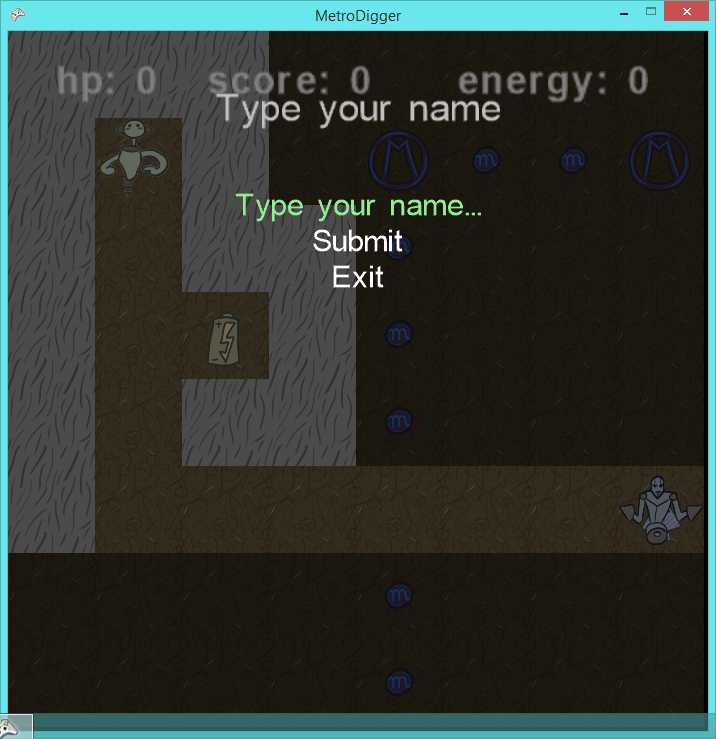 MetroDigger
hp: 0 score: 0 energy: 0
Type your name
M m m M
Type your name...
m
Submit
Exit
m
m
m
m